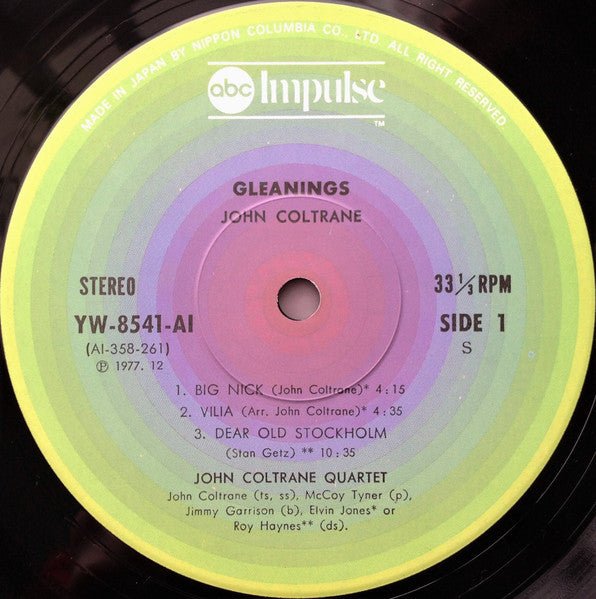 MADE IN JAPAN BY NIPPON COLUMBIA CO., LTD. ALL RIGHT RESERVED
abc Impulse
TM
GLEANINGS
JOHN COLTRANE
STEREO
33 1/3 RPM
YW-8541-AI
SIDE 1
(AI-358-261)
S
Ⓟ 1977. 12
1. BIG NICK (John Coltrane)* 4:15
2. VILIA (Arr. John Coltrane)* 4:35
3. DEAR OLD STOCKHOLM
(Stan Getz) ** 10:35
JOHN COLTRANE QUARTET
John Coltrane (ts, ss), McCoy Tyner (p),
Jimmy Garrison (b), Elvin Jones* or
Roy Haynes** (ds).